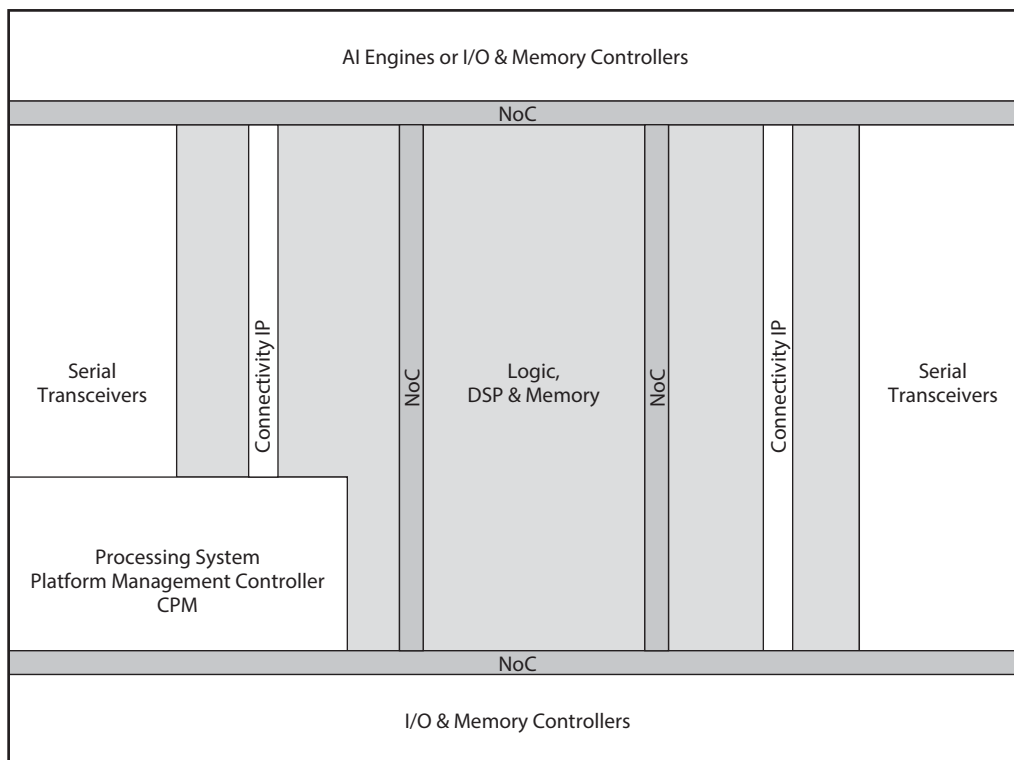 AI Engines or I/O & Memory Controllers
NoC
Serial
Transceivers
Connectivity IP
NoC
Logic,
DSP & Memory
NoC
Connectivity IP
Serial
Transceivers
Processing System
Platform Management Controller
CPM
NoC
I/O & Memory Controllers